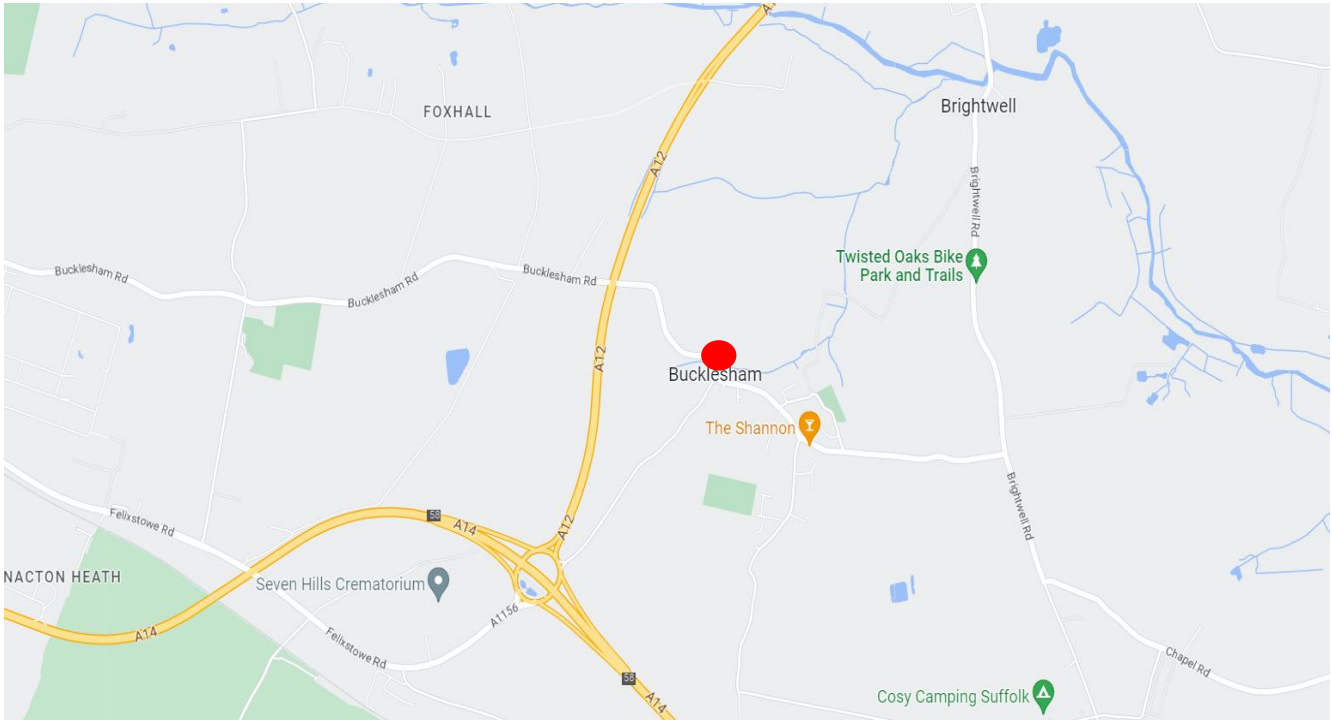 A12
FOXHALL
Brightwell
A12
Brightwell Rd
Twisted Oaks Bike
Park and Trails
Bucklesham Rd
Bucklesham Rd
Bucklesham Rd
A12
Bucklesham
The Shannon
Felixstowe Rd
58
A14
A12
Brightwell Rd
NACTON HEATH
Seven Hills Crematorium
A1156
A14
Felixstowe Rd
Chapel Rd
58
A14
Cosy Camping Suffolk